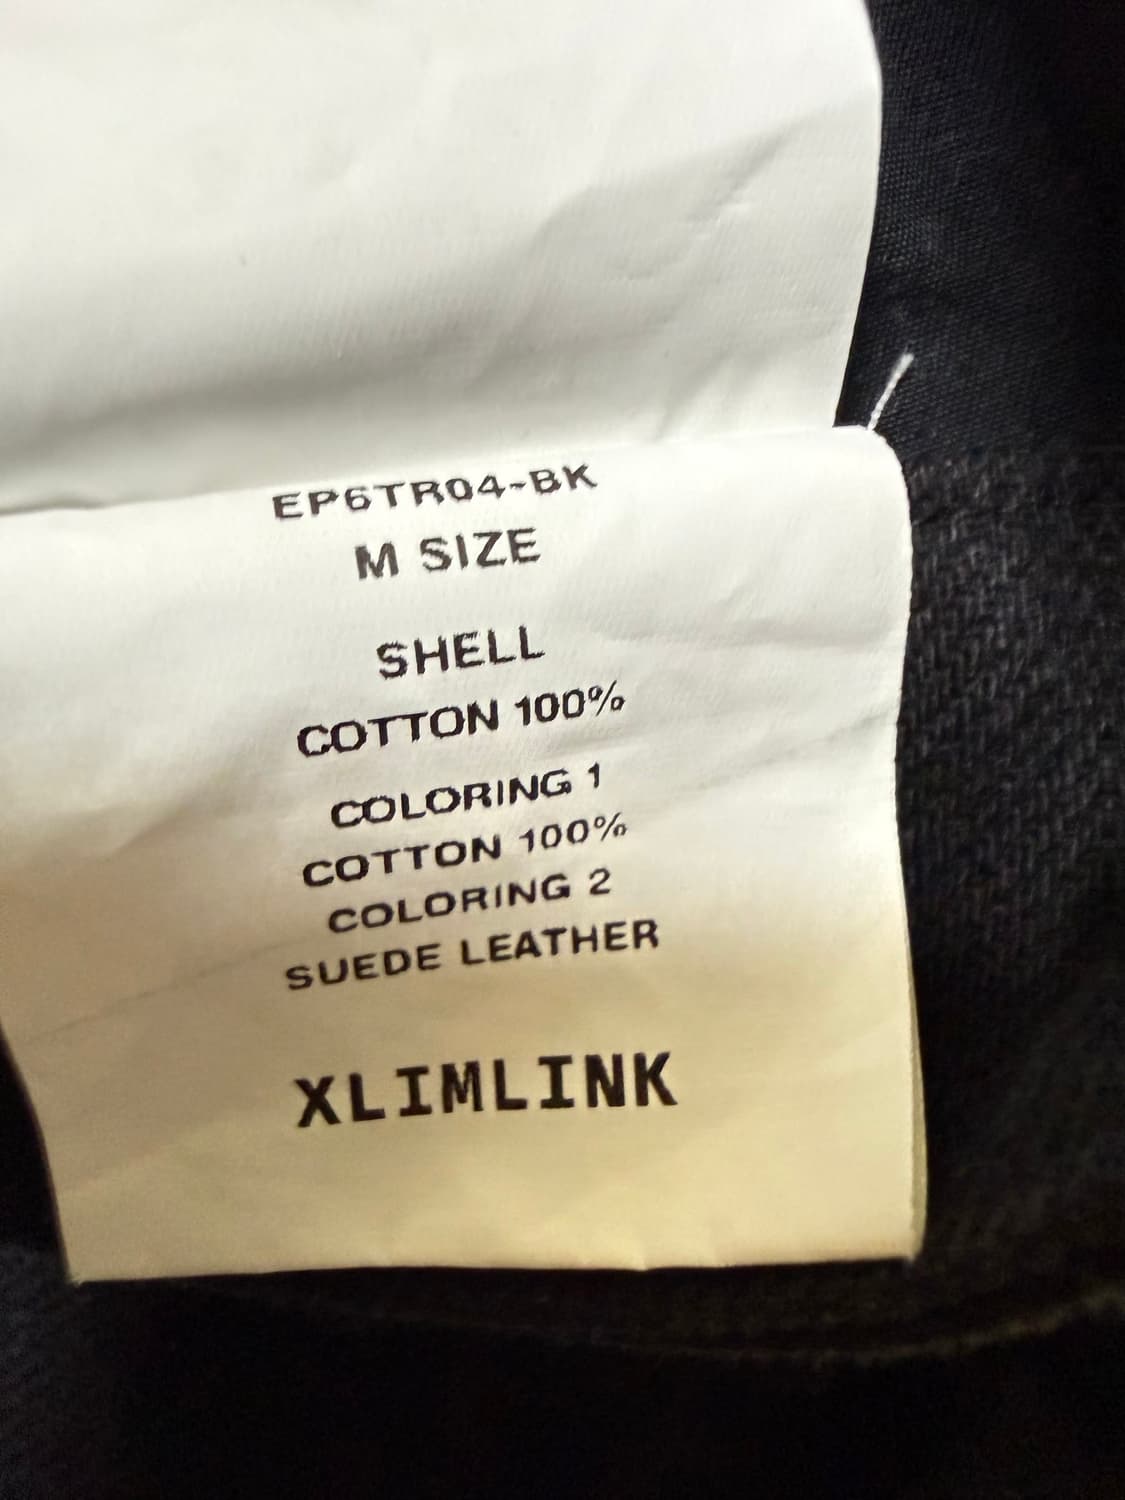 EP6TR04-BK
M SIZE
SHELL
COTTON 100%
COLORING 1
COTTON 100%
COLORING 2
SUEDE LEATHER
XLIMLINK